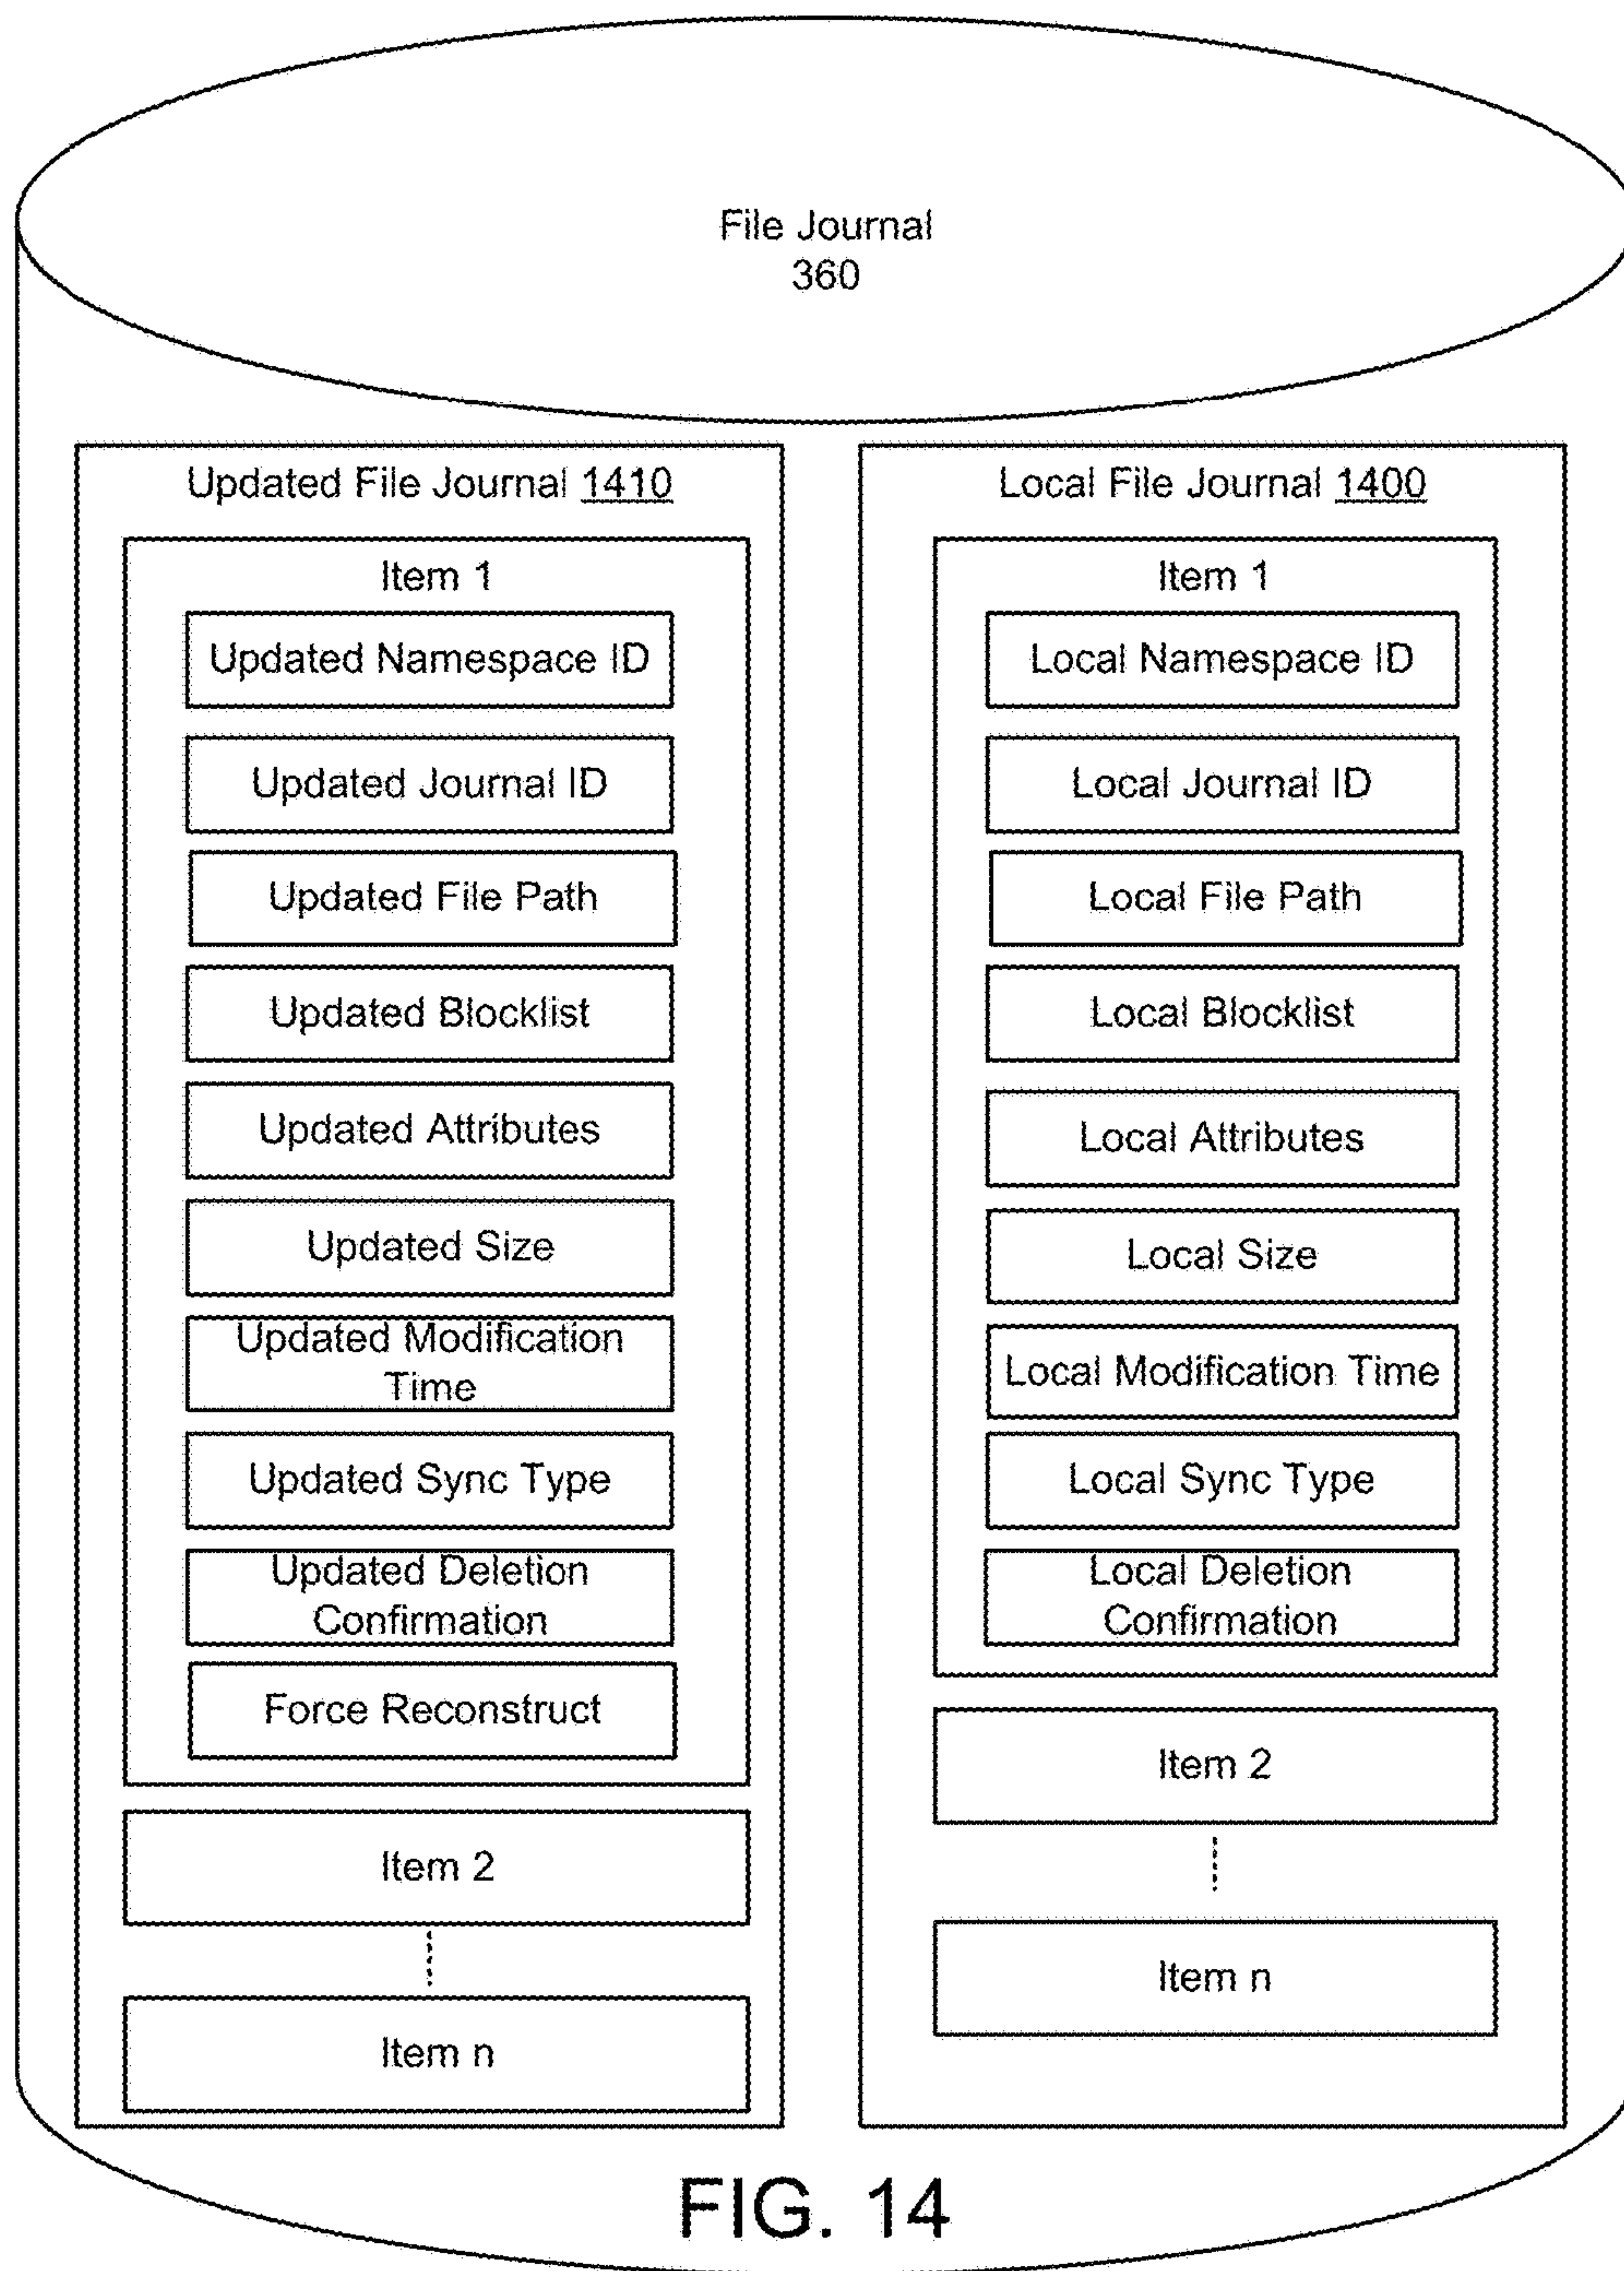 File Journal
360
Updated File Journal 1410
Item 1
Updated Namespace ID
Updated Journal ID
Updated File Path
Updated Blocklist
Updated Attributes
Updated Size
Updated Modification
Time
Updated Sync Type
Updated Deletion
Confirmation
Force Reconstruct
Item 2
Item n
Local File Journal 1400
Item 1
Local Namespace ID
Local Journal ID
Local File Path
Local Blocklist
Local Attributes
Local Size
Local Modification Time
Local Sync Type
Local Deletion
Confirmation
Item 2
Item n
FIG. 14